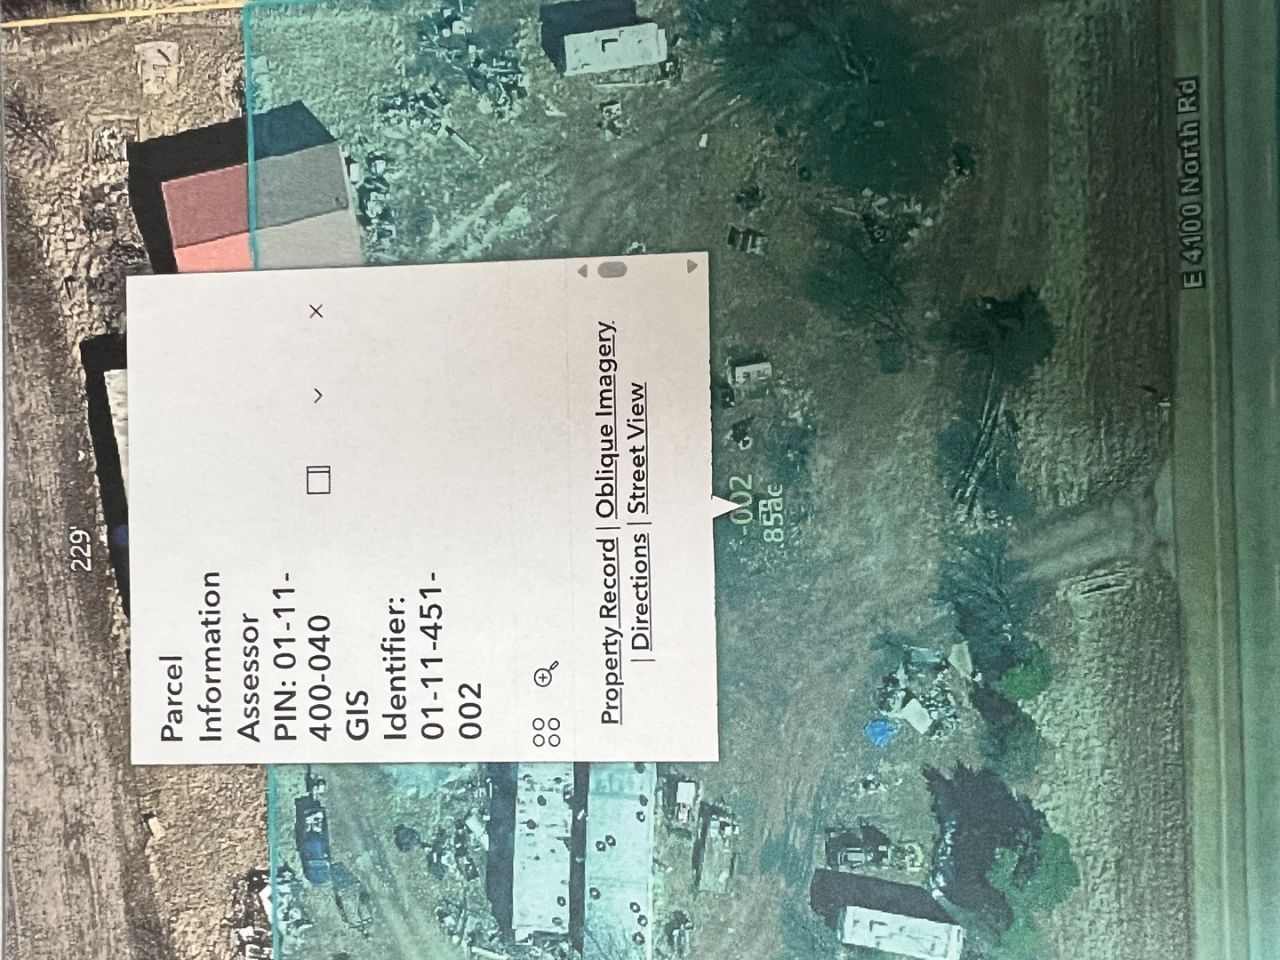 229'
Parcel
Information
Assessor
PIN: 01-11-
400-040
GIS
Identifier:
01-11-451-
002
Property Record | Oblique Imagery
| Directions | Street View
-002
85ac
E 4100 North Rd